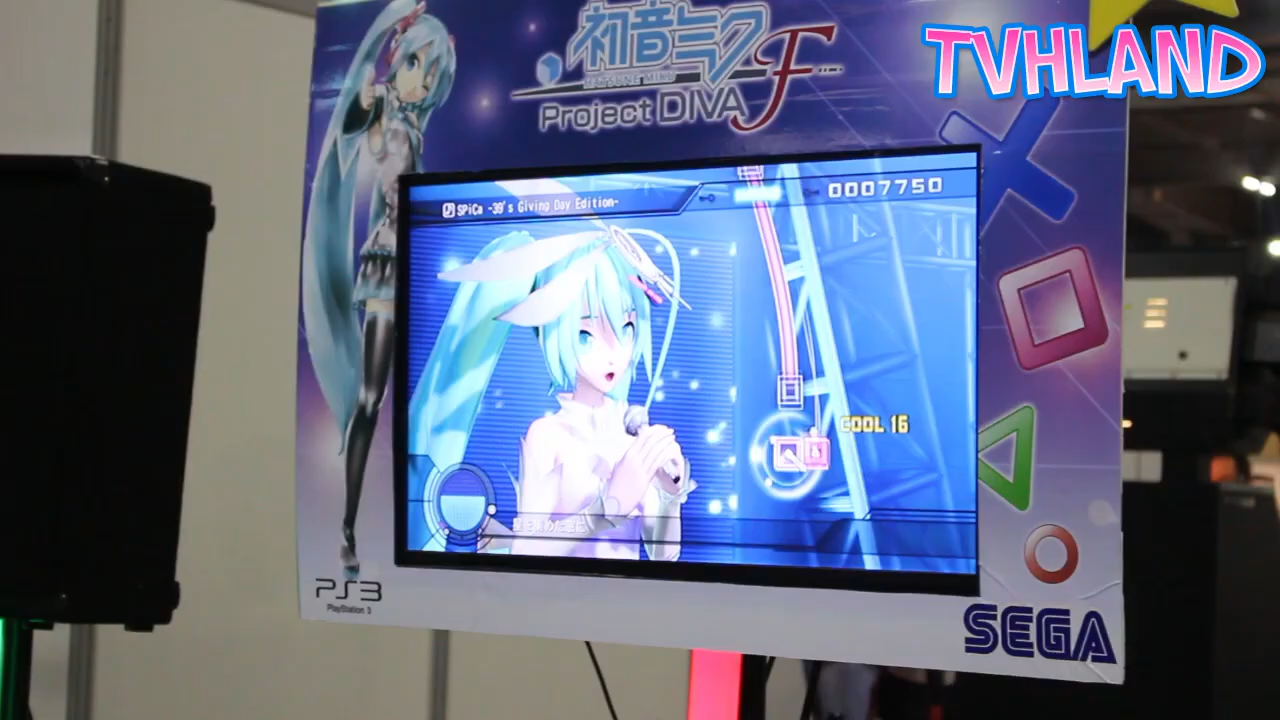 TVHLAND
初音ミク
HATSUNE MIKU
Project DIVA F
SPiCa -39's Giving Day Edition-
0007750
COOL 16
PS3
PlayStation 3
SEGA